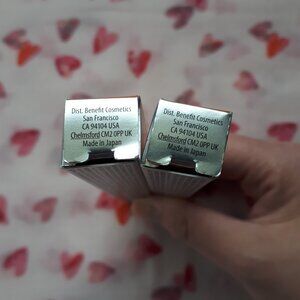 Dist. Benefit Cosmetics
San Francisco
CA 94104 USA
Chelmsford CM2 0PP UK
Made in Japan
Dist. Benefit Cosmetics
San Francisco
CA 94104 USA
Chelmsford CM2 0PP UK
Made in Japan